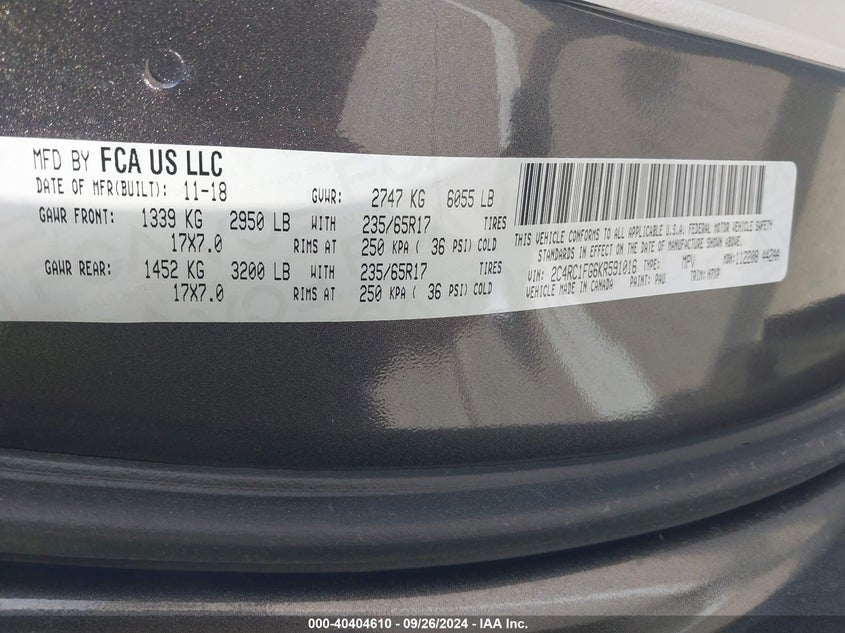 MFD BY FCA US LLC
DATE OF MFR(BUILT): 11-18 GVWR: 2747 KG 6055 LB
GAWR FRONT: 1339 KG 2950 LB WITH 235/65R17 TIRES
17X7.0 RIMS AT 250 KPA ( 36 PSI) COLD
GAWR REAR: 1452 KG 3200 LB WITH 235/65R17 TIRES
17X7.0 RIMS AT 250 KPA ( 36 PSI) COLD
THIS VEHICLE CONFORMS TO ALL APPLICABLE U.S.A. FEDERAL MOTOR VEHICLE SAFETY
STANDARDS IN EFFECT ON THE DATE OF MANUFACTURE SHOWN ABOVE.
VIN: 2C4RC1FG6KR591016 TYPE: MPV MDH: 112208 442AA
VEHICLE MADE IN CANADA PAINT: PAU TRIM:
000-40404610 - 09/26/2024 - IAA Inc.